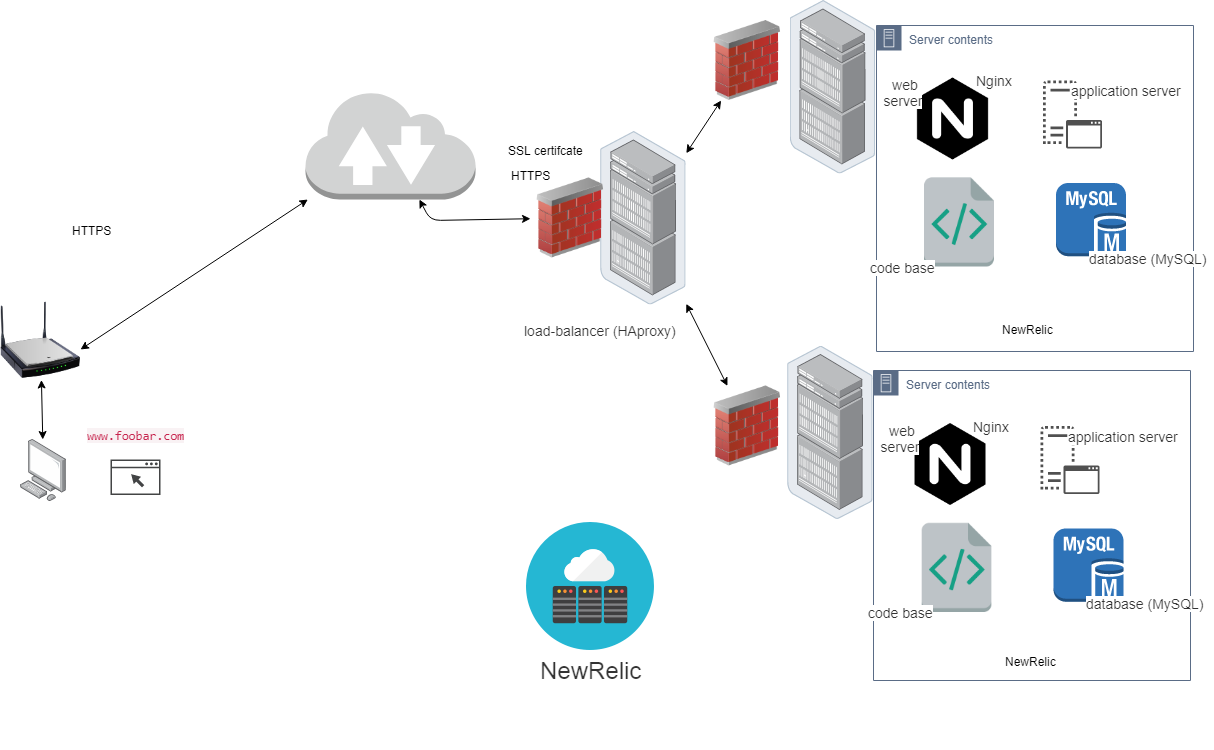 Server contents
web
server
Nginx
application server
MySQL
M
code base
database (MySQL)
NewRelic
SSL certifcate
HTTPS
HTTPS
load-balancer (HAproxy)
www.foobar.com
Server contents
web
server
Nginx
application server
MySQL
M
code base
database (MySQL)
NewRelic
NewRelic